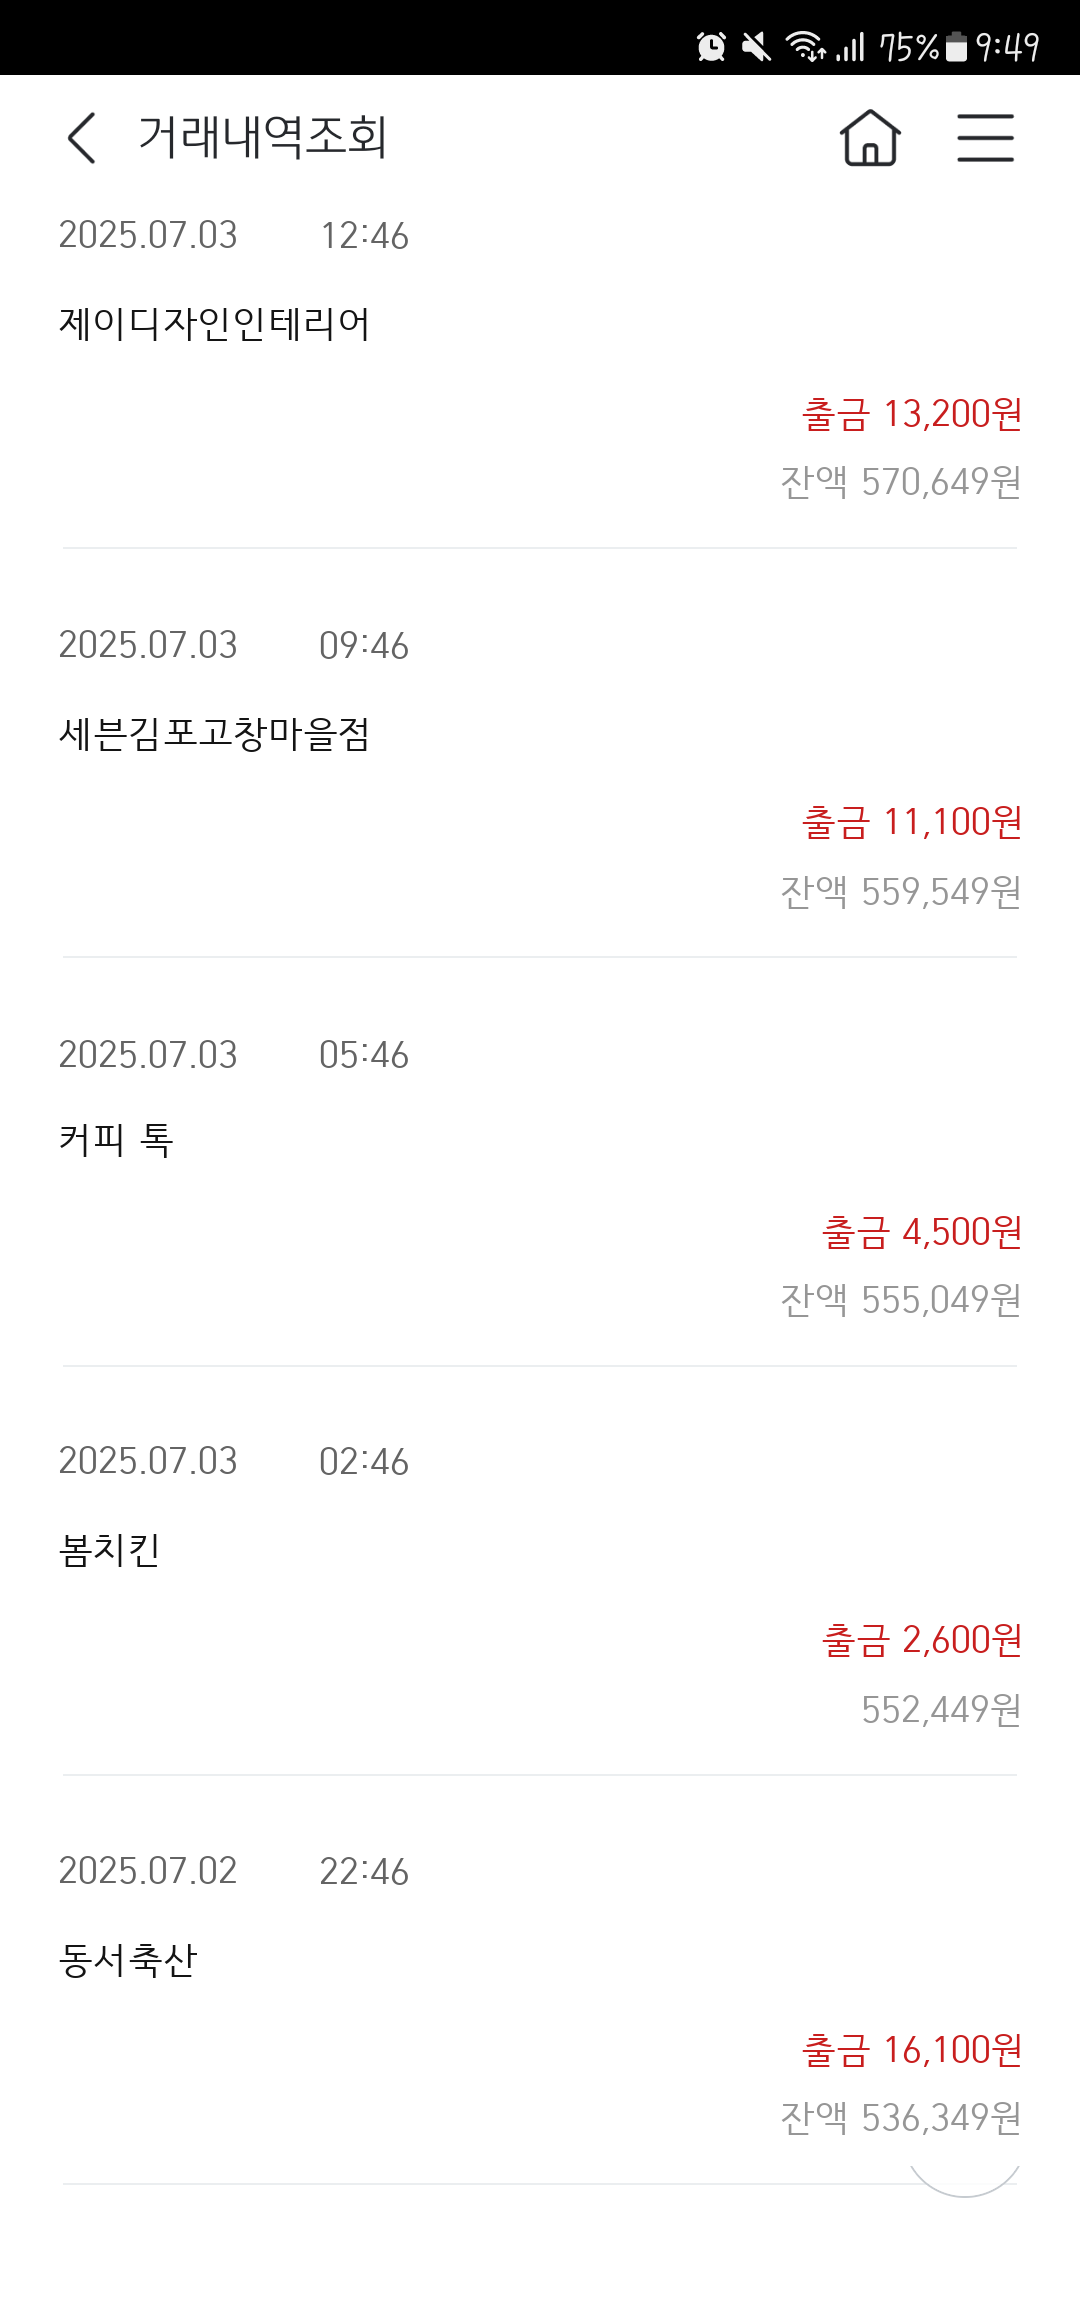 75% 9:49
거래내역조회
2025.07.03 12:46
제이디자인인테리어
출금 13,200원
잔액 570,649원
2025.07.03 09:46
세븐김포고창마을점
출금 11,100원
잔액 559,549원
2025.07.03 05:46
커피 톡
출금 4,500원
잔액 555,049원
2025.07.03 02:46
봄치킨
출금 2,600원
552,449원
2025.07.02 22:46
동서축산
출금 16,100원
잔액 536,349원